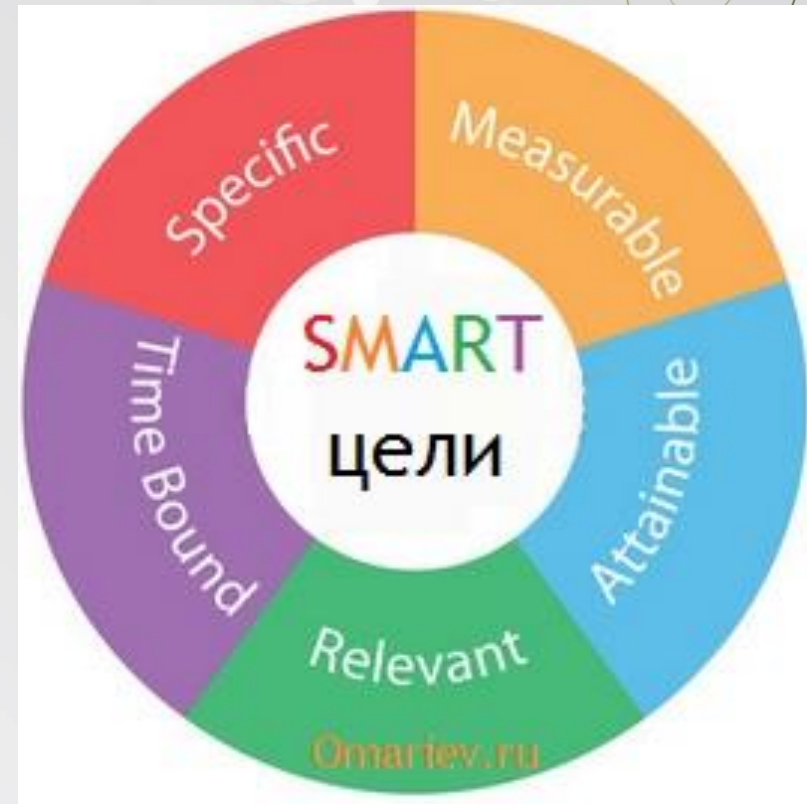 SMART
цели
Specific
Measurable
Attainable
Relevant
Time Bound
Omariev.ru